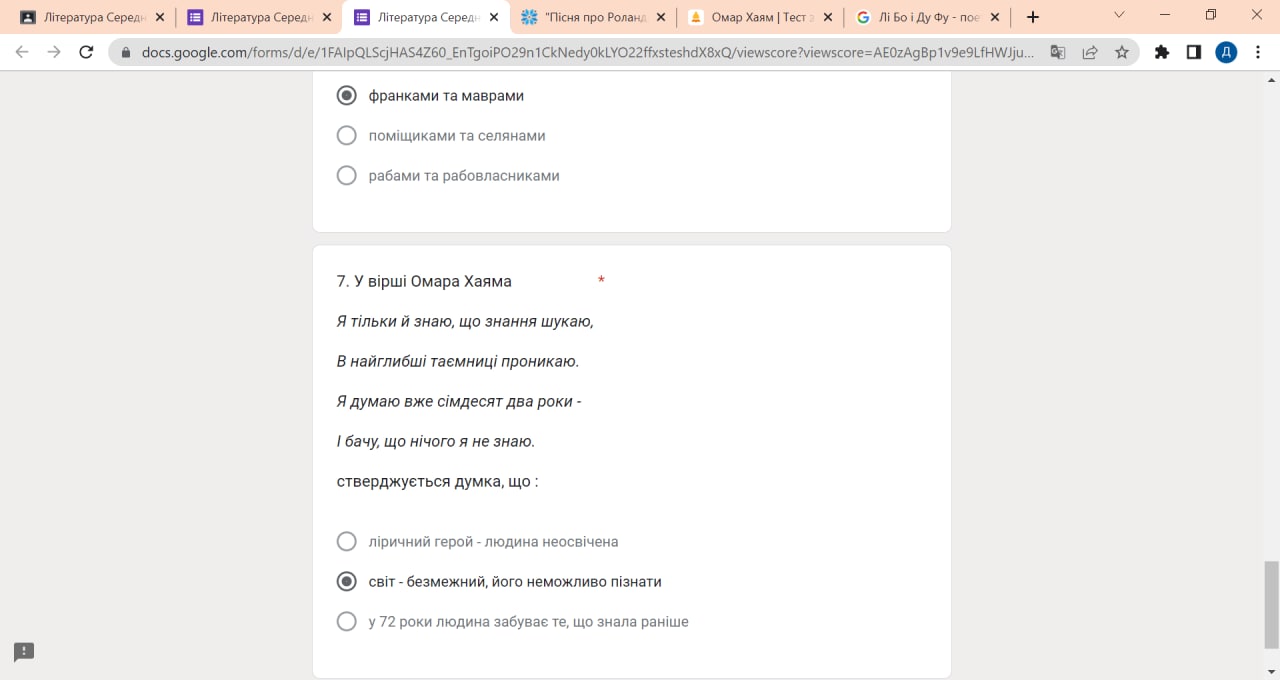 Література Середн
Література Середн
Література Середн
"Пісня про Роланд
Омар Хаям | Тест з
Лі Бо і Ду Фу - пое
docs.google.com/forms/d/e/1FAIpQLScjHAS4Z60_EnTgoiPO29n1CkNedy0kLYO22ffxsteshdX8xQ/viewscore?viewscore=AE0zAgBp1v9e9LfHWJju...
Д
франками та маврами
поміщиками та селянами
рабами та рабовласниками
7. У вірші Омара Хаяма *
Я тільки й знаю, що знання шукаю,
В найглибші таємниці проникаю.
Я думаю вже сімдесят два роки -
І бачу, що нічого я не знаю.
стверджується думка, що :
ліричний герой - людина неосвічена
світ - безмежний, його неможливо пізнати
у 72 роки людина забуває те, що знала раніше